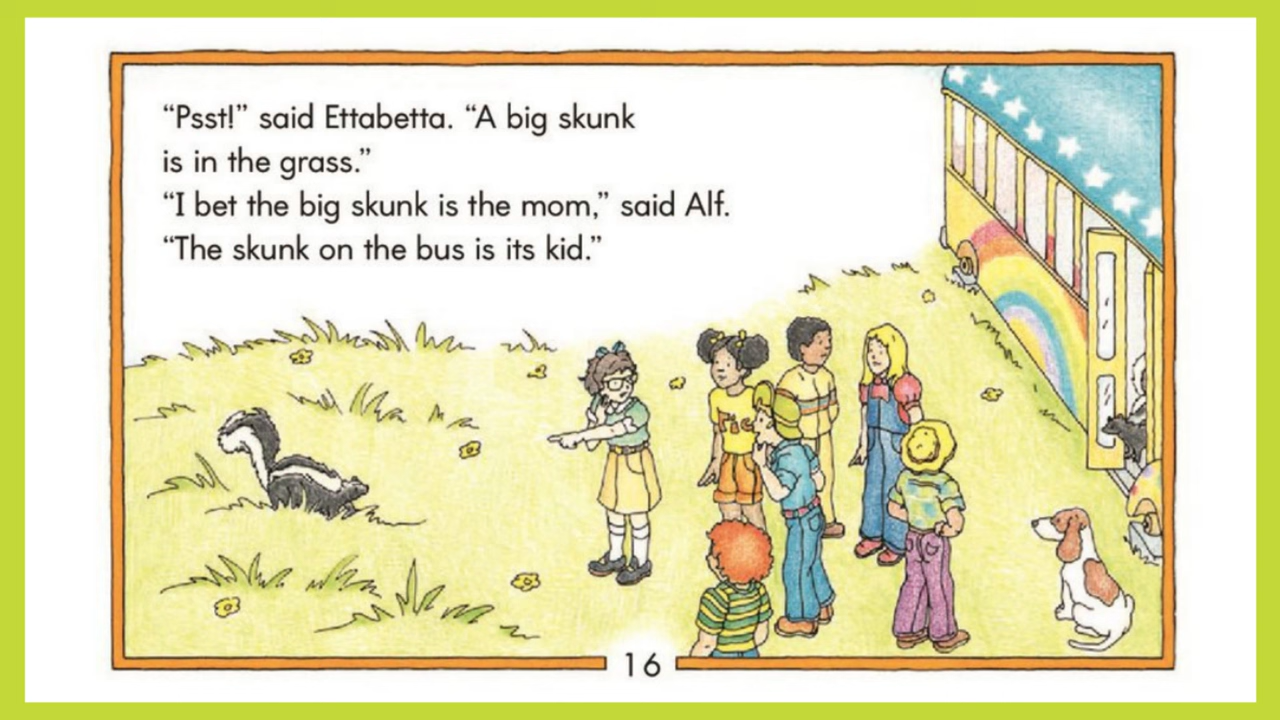 “Psst!” said Ettabetta. “A big skunk
is in the grass.”
“I bet the big skunk is the mom,” said Alf.
“The skunk on the bus is its kid.”
16